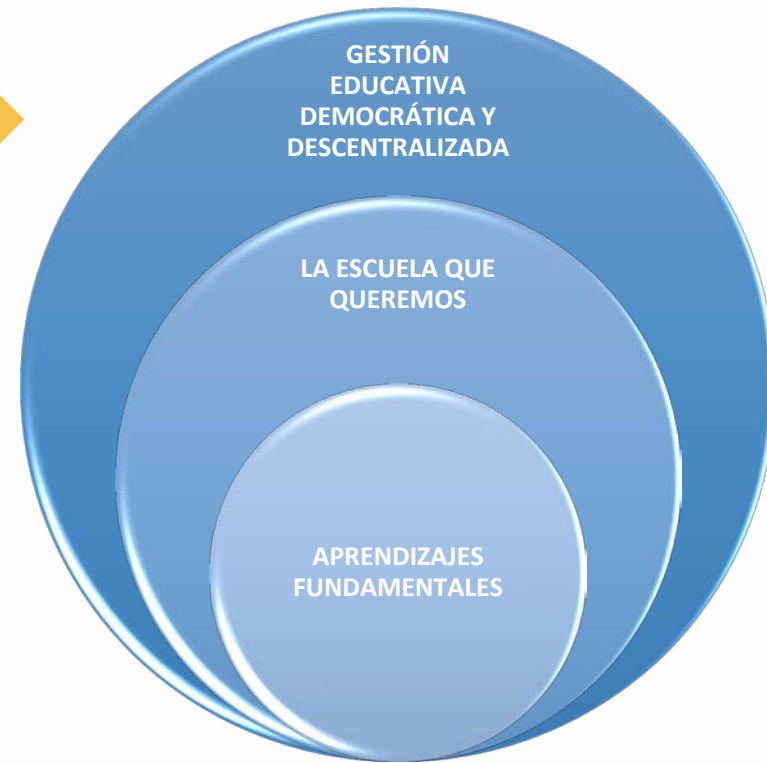 GESTIÓN
EDUCATIVA
DEMOCRÁTICA Y
DESCENTRALIZADA
LA ESCUELA QUE
QUEREMOS
APRENDIZAJES
FUNDAMENTALES